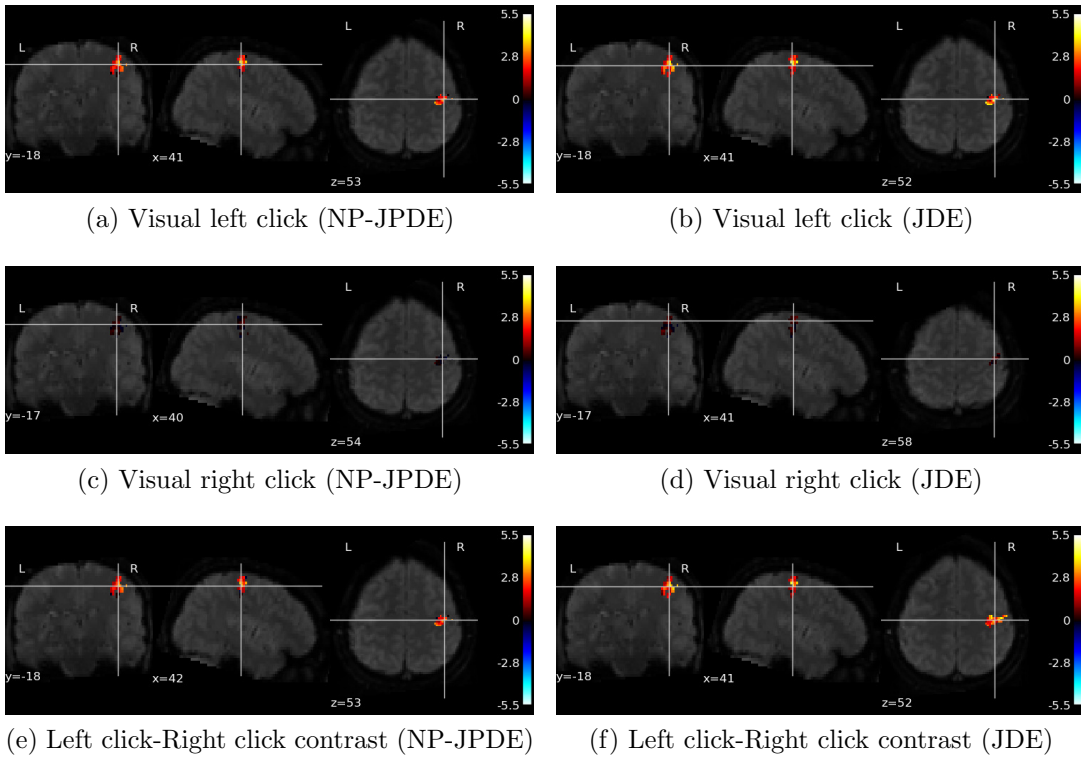 L R 5.5
2.8
0
-2.8
y=-18 x=41 z=53 -5.5
L R 5.5
2.8
0
-2.8
y=-18 x=41 z=52 -5.5
(a) Visual left click (NP-JPDE)
(b) Visual left click (JDE)
L R L R 5.5
2.8
0
-2.8
y=-17 x=40 z=54 -5.5
L R L R 5.5
2.8
0
-2.8
y=-17 x=41 z=58 -5.5
(c) Visual right click (NP-JPDE)
(d) Visual right click (JDE)
L R L R 5.5
2.8
0
-2.8
y=-18 x=42 z=53 -5.5
L R L R 5.5
2.8
0
-2.8
y=-18 x=41 z=52 -5.5
(e) Left click-Right click contrast (NP-JPDE)
(f) Left click-Right click contrast (JDE)